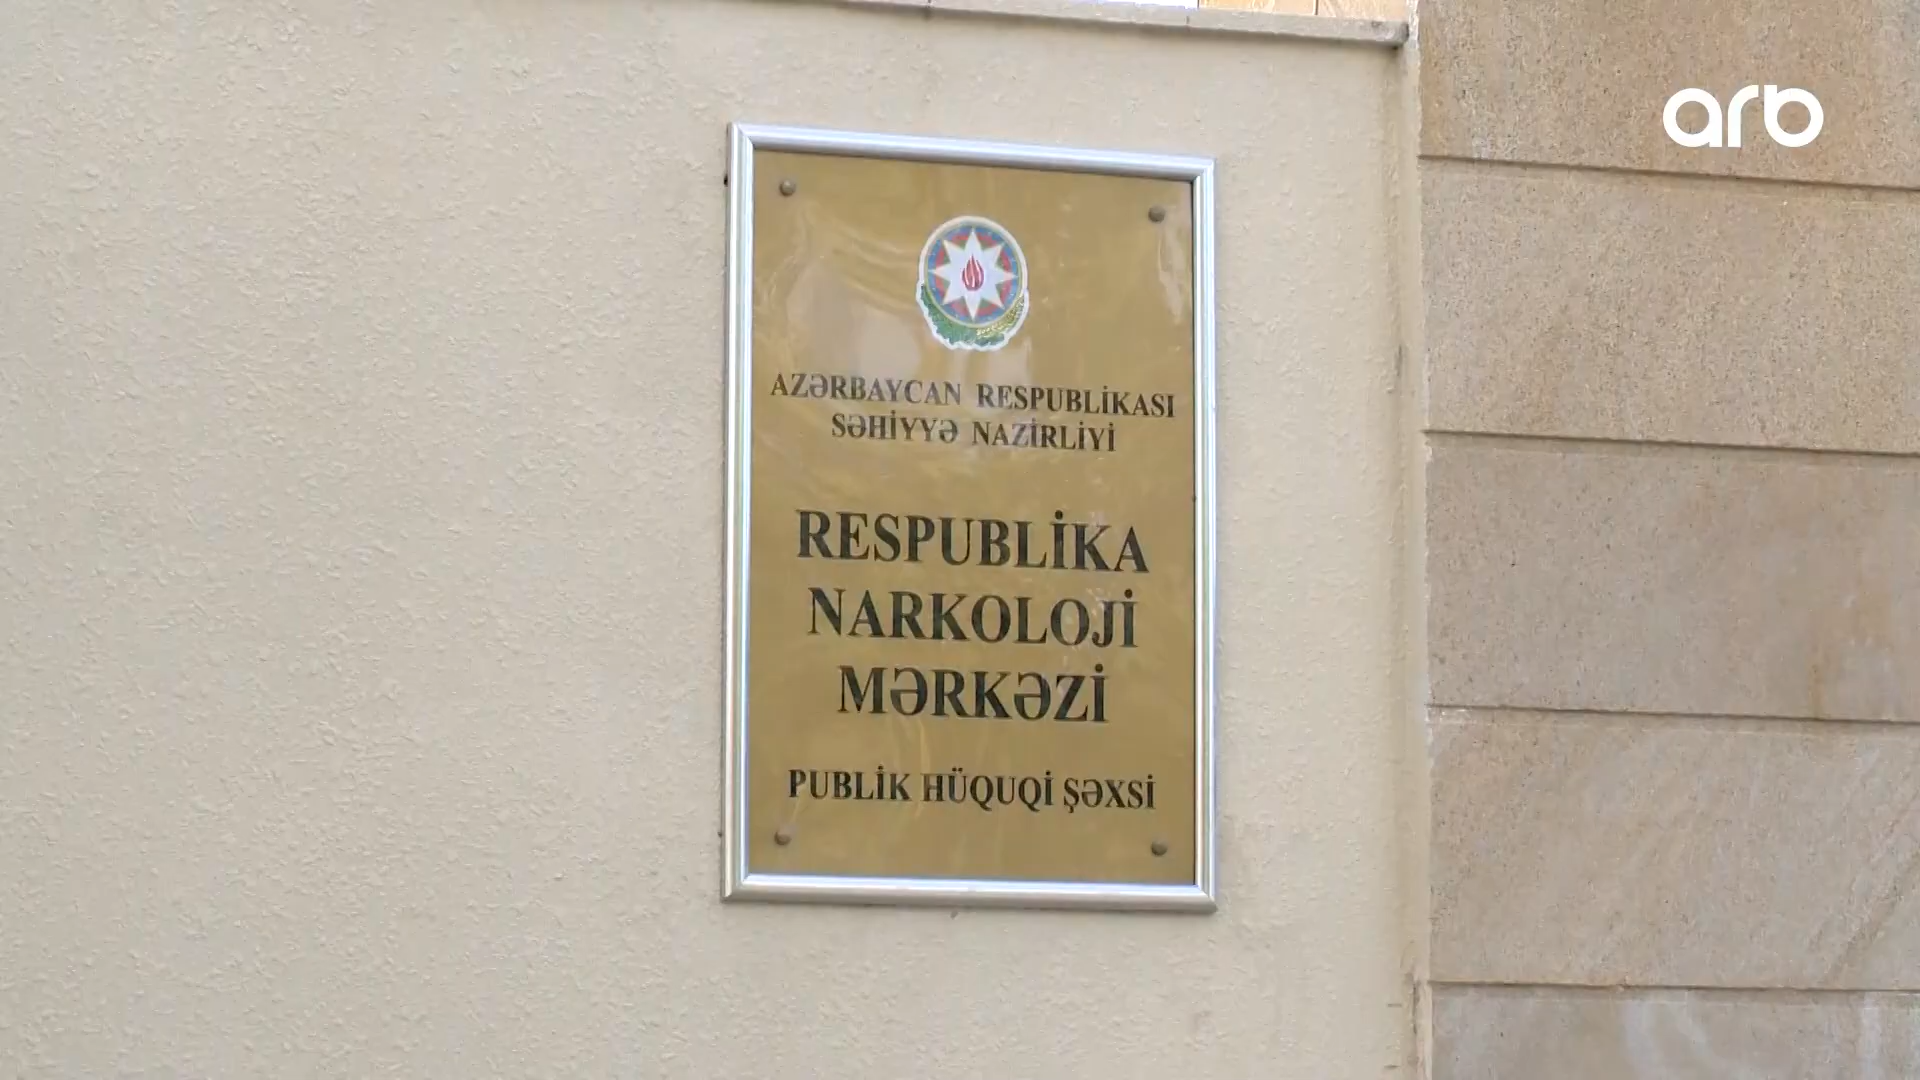 arb
AZƏRBAYCAN RESPUBLİKASI
SƏHİYYƏ NAZİRLİYİ
RESPUBLİKA
NARKOLOJİ
MƏRKƏZİ
PUBLİK HÜQUQİ ŞƏXSİ